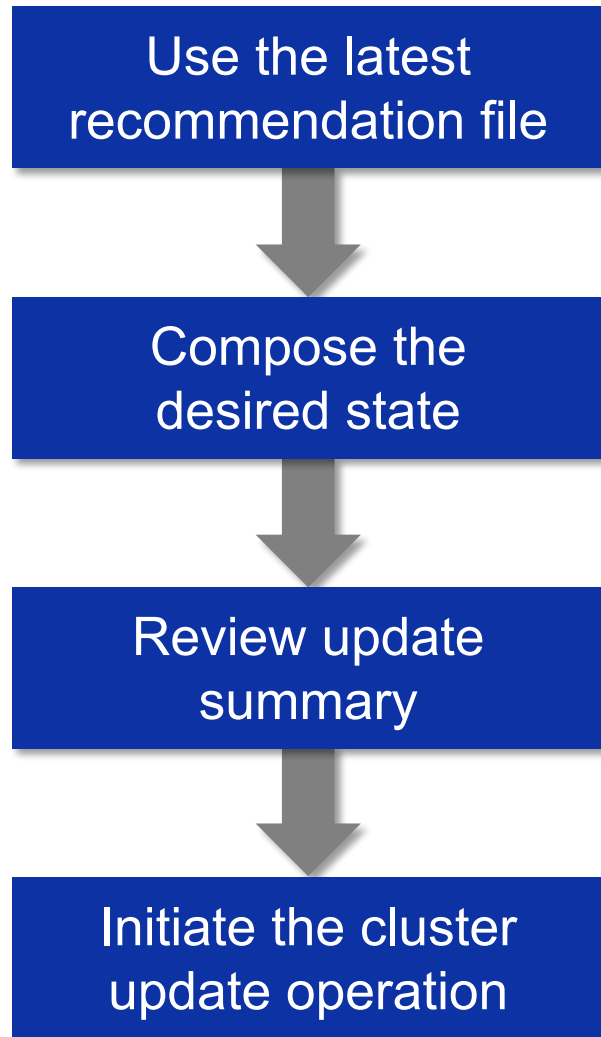 Use the latest
recommendation file
Compose the
desired state
Review update
summary
Initiate the cluster
update operation